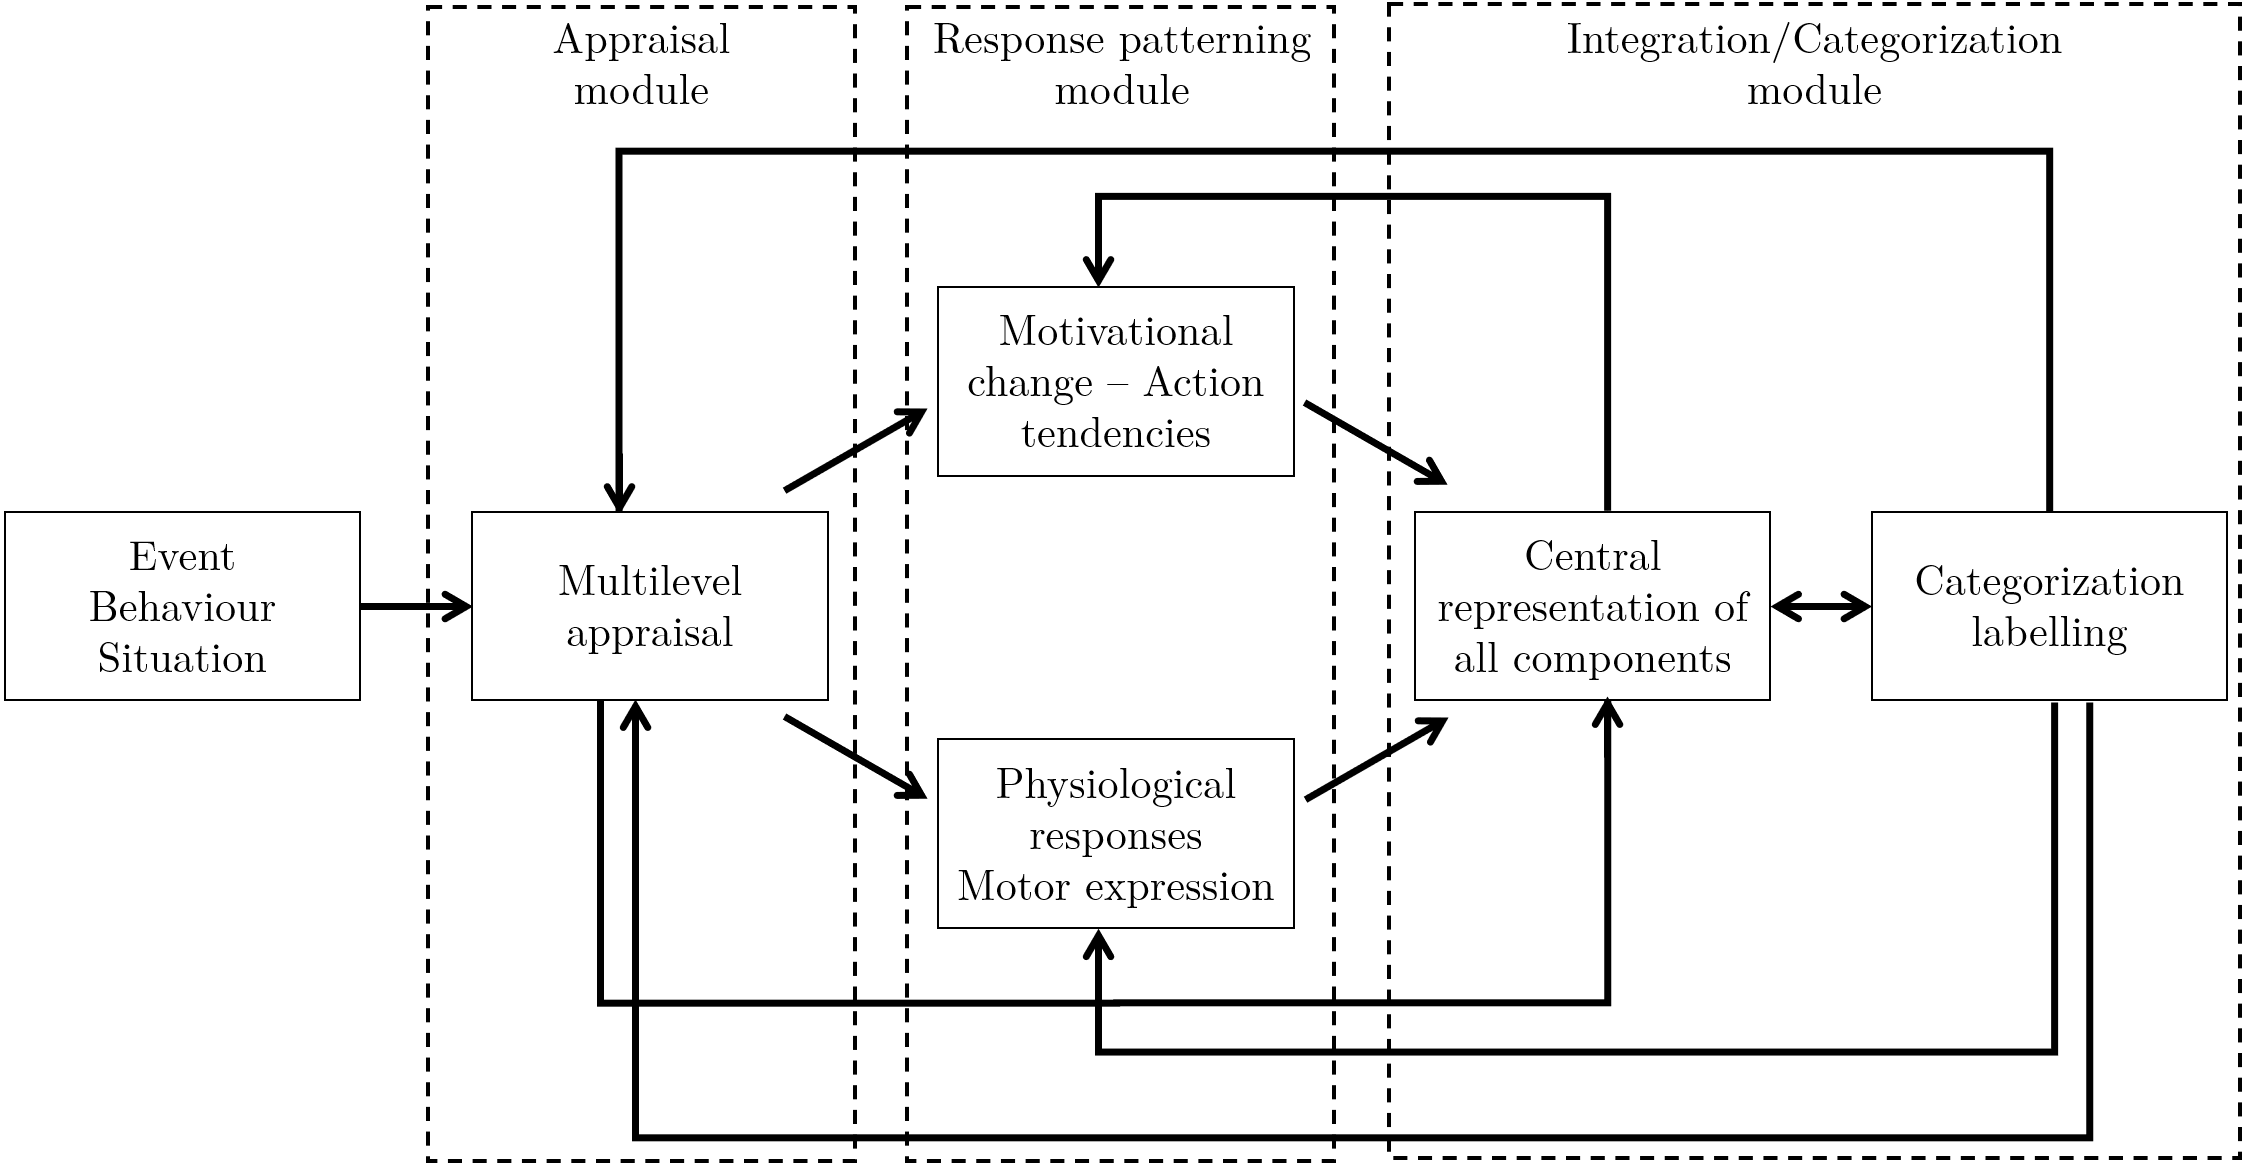 Appraisal
module
Response patterning
module
Integration/Categorization
module
Event
Behaviour
Situation
Multilevel
appraisal
Motivational
change – Action
tendencies
Physiological
responses
Motor expression
Central
representation of
all components
Categorization
labelling